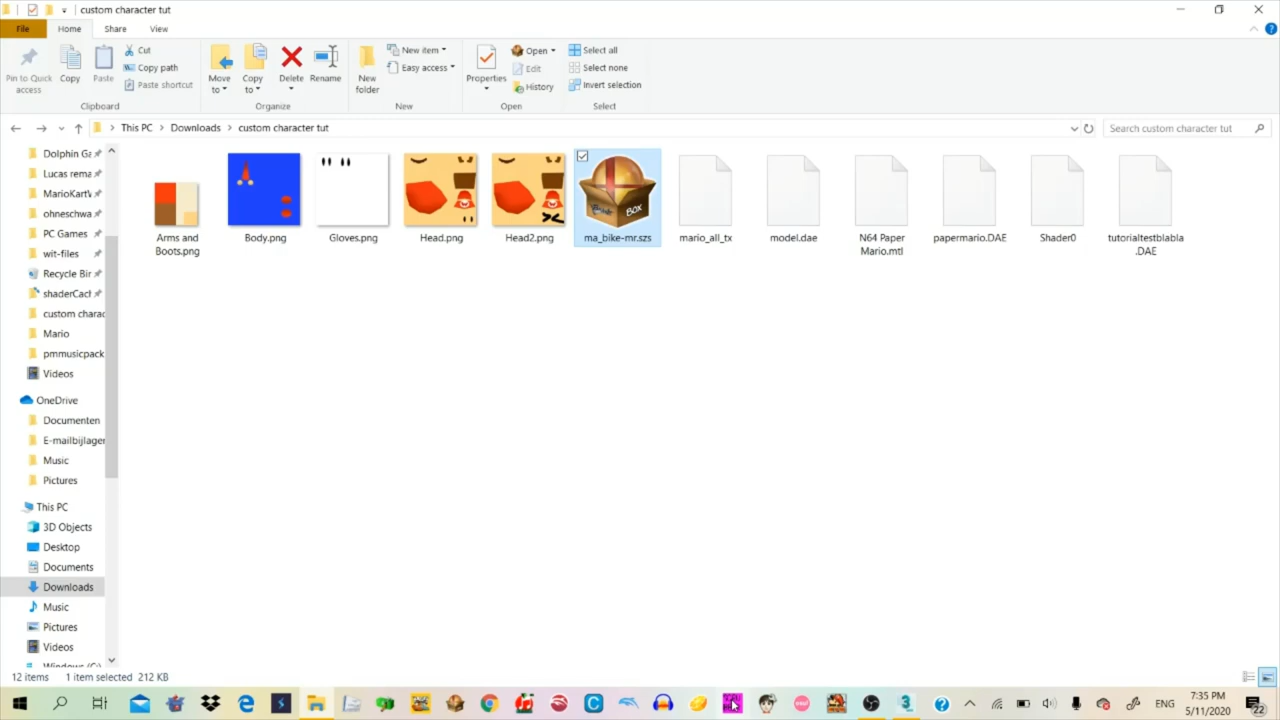 custom character tut
File Home Share View
Pin to Quick access
Copy
Paste
Cut
Copy path
Paste shortcut
Clipboard
Move to
Copy to
Delete
Rename
Organize
New folder
New item
Easy access
New
Properties
Open
Edit
History
Open
Select all
Select none
Invert selection
Select
This PC > Downloads > custom character tut
Search custom character tut
Dolphin Ga
Lucas rema
MarioKartW
ohneschwa
PC Games
wit-files
Recycle Bir
shaderCach
custom charac
Mario
pmmusicpack
Videos
OneDrive
Documenten
E-mailbijlagen
Music
Pictures
This PC
3D Objects
Desktop
Documents
Downloads
Music
Pictures
Videos
Windows (C:)
Arms and Boots.png
Body.png
Gloves.png
Head.png
Head2.png
BOX
ma_bike-mr.szs
mario_all_tx
model.dae
N64 Paper Mario.mtl
papermario.DAE
Shader0
tutorialtestblabla.DAE
12 items 1 item selected 212 KB
ENG
7:35 PM
5/11/2020
22